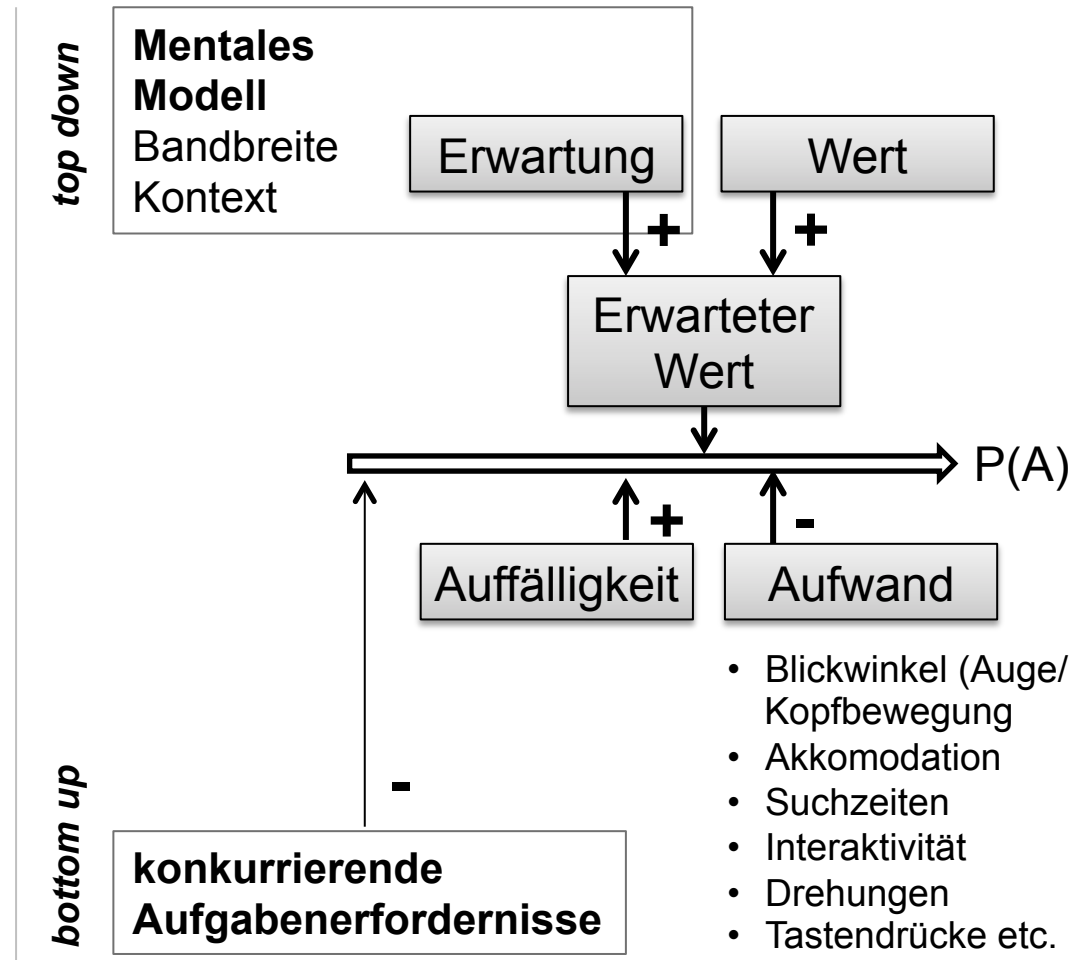 top down
Mentales
Modell
Bandbreite
Kontext
Erwartung
Wert
+
+
Erwarteter
Wert
P(A)
+
-
Auffälligkeit
Aufwand
• Blickwinkel (Auge/
Kopfbewegung
• Akkomodation
• Suchzeiten
• Interaktivität
• Drehungen
• Tastendrücke etc.
-
bottom up
konkurrierende
Aufgabenerfordernisse